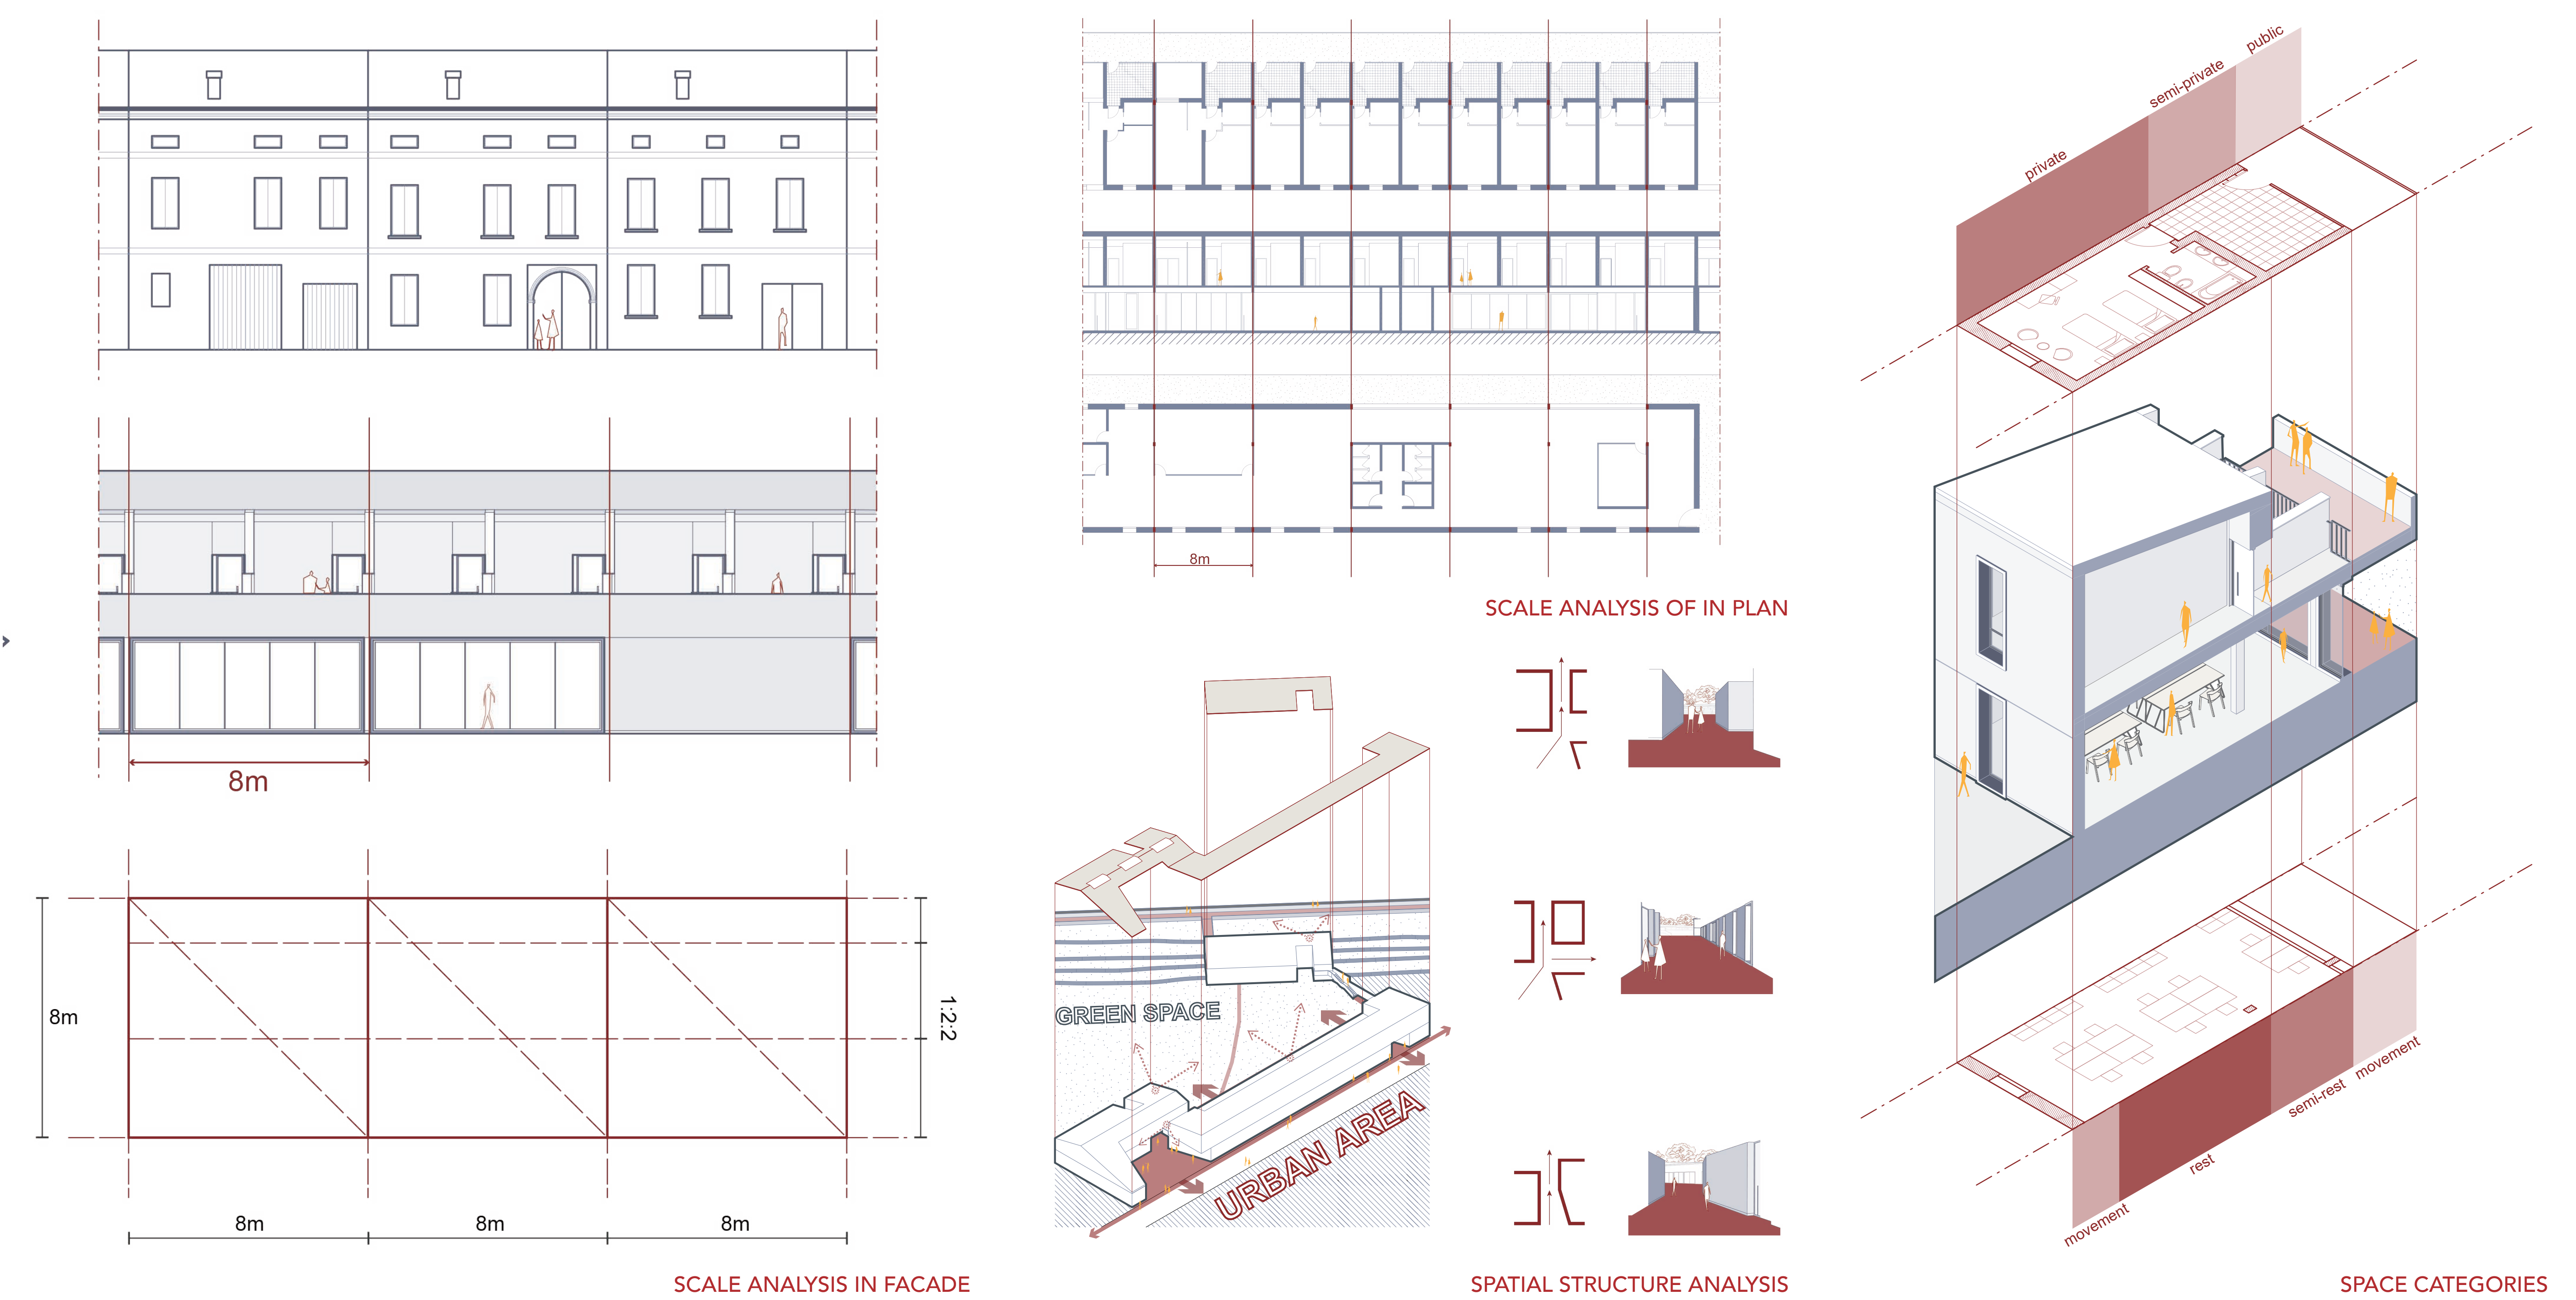 8m
8m
1:2:2
8m
8m
8m
SCALE ANALYSIS IN FACADE
8m
SCALE ANALYSIS OF IN PLAN
GREEN SPACE
URBAN AREA
SPATIAL STRUCTURE ANALYSIS
private
semi-private
public
movement
rest
semi-rest
movement
SPACE CATEGORIES